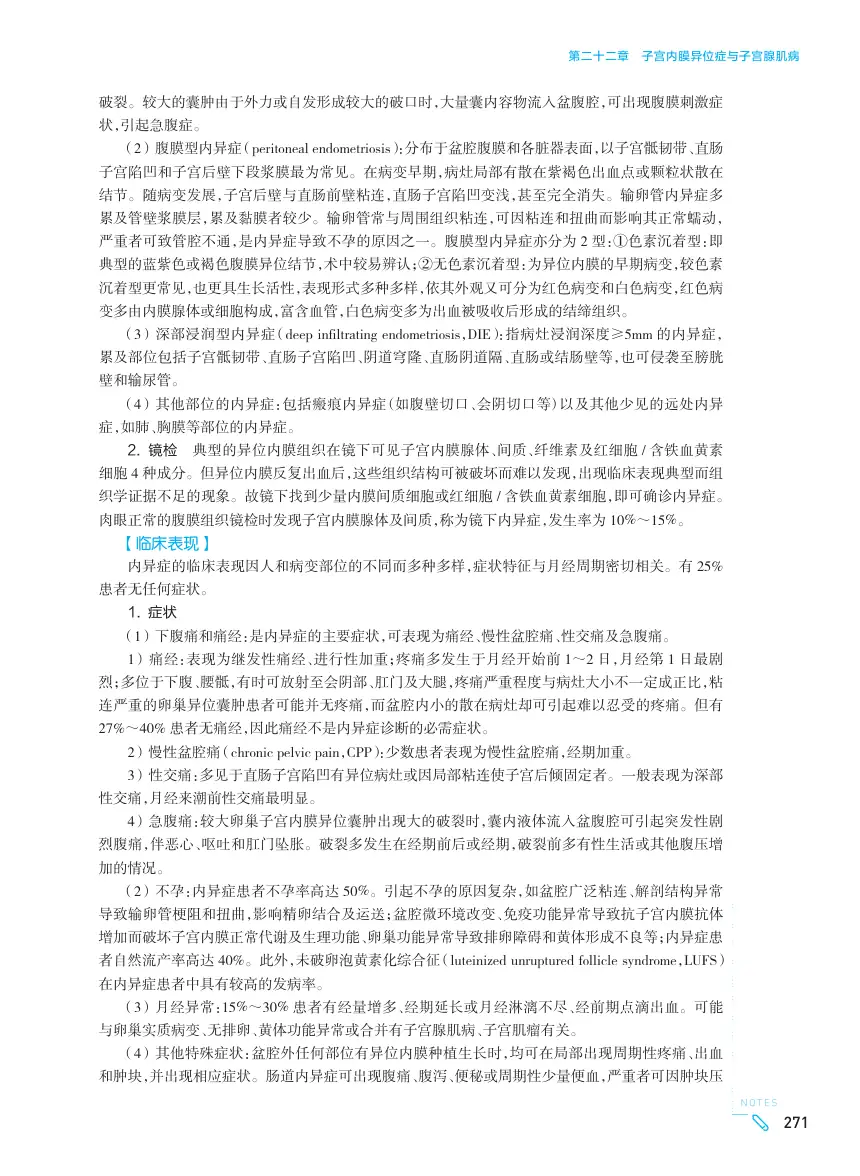 第二十二章 子宫内膜异位症与子宫腺肌病
破裂。较大的囊肿由于外力或自发形成较大的破口时,大量囊内容物流入盆腹腔,可出现腹膜刺激症
状,引起急腹症。
（2）腹膜型内异症（peritoneal endometriosis）:分布于盆腔腹膜和各脏器表面,以子宫骶韧带、直肠
子宫陷凹和子宫后壁下段浆膜最为常见。在病变早期,病灶局部有散在紫褐色出血点或颗粒状散在
结节。随病变发展,子宫后壁与直肠前壁粘连,直肠子宫陷凹变浅,甚至完全消失。输卵管内异症多
累及管壁浆膜层,累及黏膜者较少。输卵管常与周围组织粘连,可因粘连和扭曲而影响其正常蠕动,
严重者可致管腔不通,是内异症导致不孕的原因之一。腹膜型内异症亦分为 2 型:①色素沉着型:即
典型的蓝紫色或褐色腹膜异位结节,术中较易辨认;②无色素沉着型:为异位内膜的早期病变,较色素
沉着型更常见,也更具生长活性,表现形式多种多样,依其外观又可分为红色病变和白色病变,红色病
变多由内膜腺体或细胞构成,富含血管,白色病变多为出血被吸收后形成的结缔组织。
（3）深部浸润型内异症（deep infiltrating endometriosis,DIE）:指病灶浸润深度≥5mm 的内异症,
累及部位包括子宫骶韧带、直肠子宫陷凹、阴道穹隆、直肠阴道隔、直肠或结肠壁等,也可侵袭至膀胱
壁和输尿管。
（4）其他部位的内异症:包括瘢痕内异症（如腹壁切口、会阴切口等）以及其他少见的远处内异
症,如肺、胸膜等部位的内异症。
2. 镜检 典型的异位内膜组织在镜下可见子宫内膜腺体、间质、纤维素及红细胞 / 含铁血黄素
细胞 4 种成分。但异位内膜反复出血后,这些组织结构可被破坏而难以发现,出现临床表现典型而组
织学证据不足的现象。故镜下找到少量内膜间质细胞或红细胞 / 含铁血黄素细胞,即可确诊内异症。
肉眼正常的腹膜组织镜检时发现子宫内膜腺体及间质,称为镜下内异症,发生率为 10%～15%。
【临床表现】
内异症的临床表现因人和病变部位的不同而多种多样,症状特征与月经周期密切相关。有 25%
患者无任何症状。
1. 症状
（1）下腹痛和痛经:是内异症的主要症状,可表现为痛经、慢性盆腔痛、性交痛及急腹痛。
1）痛经:表现为继发性痛经、进行性加重;疼痛多发生于月经开始前 1～2 日,月经第 1 日最剧
烈;多位于下腹、腰骶,有时可放射至会阴部、肛门及大腿,疼痛严重程度与病灶大小不一定成正比,粘
连严重的卵巢异位囊肿患者可能并无疼痛,而盆腔内小的散在病灶却可引起难以忍受的疼痛。但有
27%～40% 患者无痛经,因此痛经不是内异症诊断的必需症状。
2）慢性盆腔痛（chronic pelvic pain,CPP）:少数患者表现为慢性盆腔痛,经期加重。
3）性交痛:多见于直肠子宫陷凹有异位病灶或因局部粘连使子宫后倾固定者。一般表现为深部
性交痛,月经来潮前性交痛最明显。
4）急腹痛:较大卵巢子宫内膜异位囊肿出现大的破裂时,囊内液体流入盆腹腔可引起突发性剧
烈腹痛,伴恶心、呕吐和肛门坠胀。破裂多发生在经期前后或经期,破裂前多有性生活或其他腹压增
加的情况。
（2）不孕:内异症患者不孕率高达 50%。引起不孕的原因复杂,如盆腔广泛粘连、解剖结构异常
导致输卵管梗阻和扭曲,影响精卵结合及运送;盆腔微环境改变、免疫功能异常导致抗子宫内膜抗体
增加而破坏子宫内膜正常代谢及生理功能、卵巢功能异常导致排卵障碍和黄体形成不良等;内异症患
者自然流产率高达 40%。此外,未破卵泡黄素化综合征（luteinized unruptured follicle syndrome,LUFS）
在内异症患者中具有较高的发病率。
（3）月经异常:15%～30% 患者有经量增多、经期延长或月经淋漓不尽、经前期点滴出血。可能
与卵巢实质病变、无排卵、黄体功能异常或合并有子宫腺肌病、子宫肌瘤有关。
（4）其他特殊症状:盆腔外任何部位有异位内膜种植生长时,均可在局部出现周期性疼痛、出血
和肿块,并出现相应症状。肠道内异症可出现腹痛、腹泻、便秘或周期性少量便血,严重者可因肿块压
NOTES
271